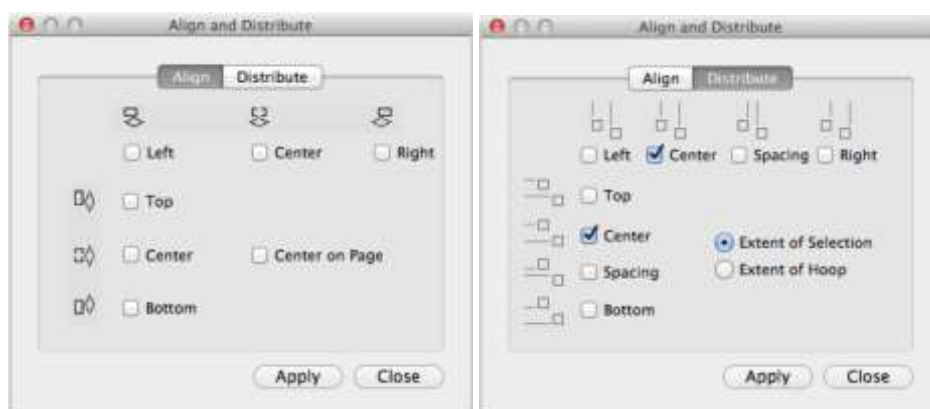 Align and Distribute
Align Distribute
Left Center Right
Top
Center Center on Page
Bottom
Apply Close
Align and Distribute
Align Distribute
Left Center Spacing Right
Top
Center
Extent of Selection
Spacing
Extent of Hoop
Bottom
Apply Close